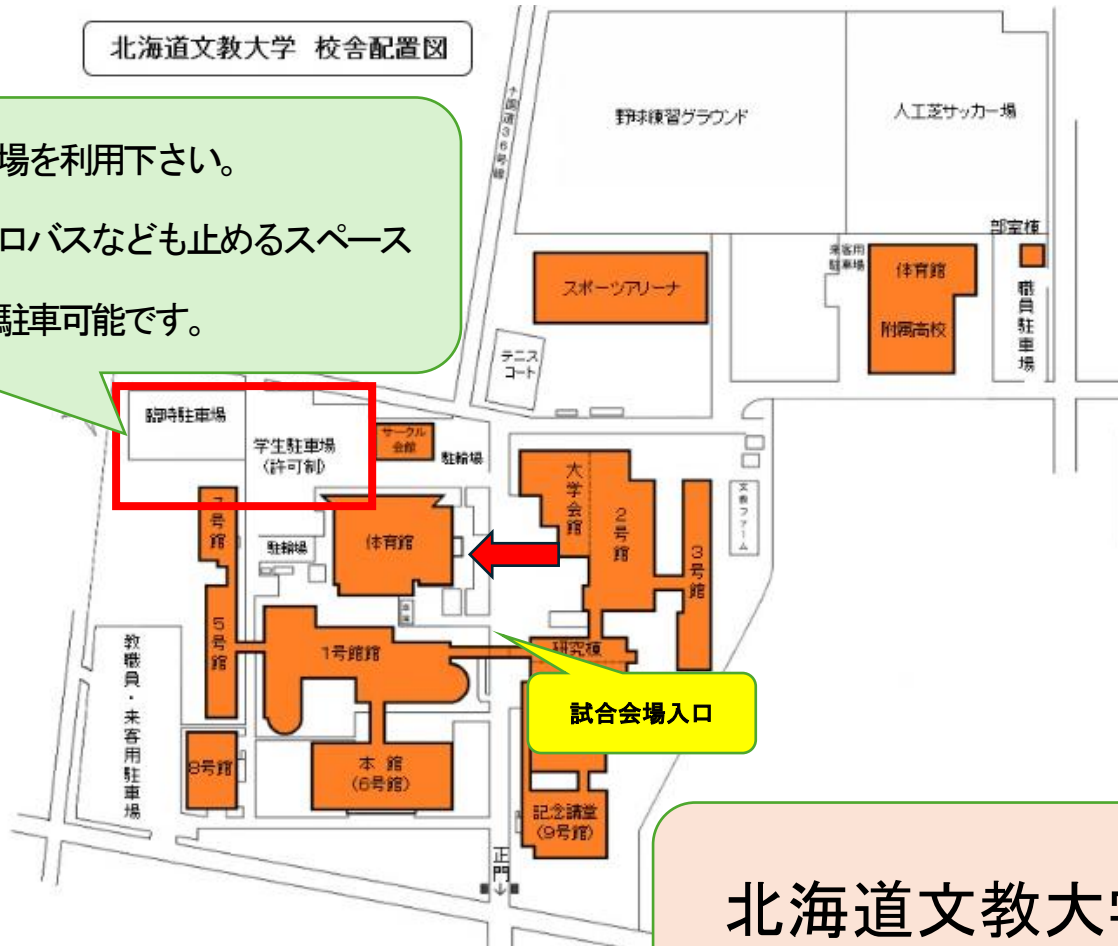 北海道文教大学 校舎配置図
場を利用下さい。
ロバスなども止めるスペース
駐車可能です。
↑国道36号線
野球練習グラウンド
人工芝サッカー場
スポーツアリーナ
テニス
コート
来客用
駐車場
体育館
附属高校
部室棟
職員駐車場
臨時駐車場
学生駐車場
(許可制)
サークル
会館
駐輪場
7号館
駐輪場
体育館
大学会館
2号館
3号館
文教ファーム
5号館
1号館館
研究棟
試合会場入口
教職員・来客用駐車場
8号館
本館
(6号館)
記念講堂
(9号館)
正門
↓
北海道文教大